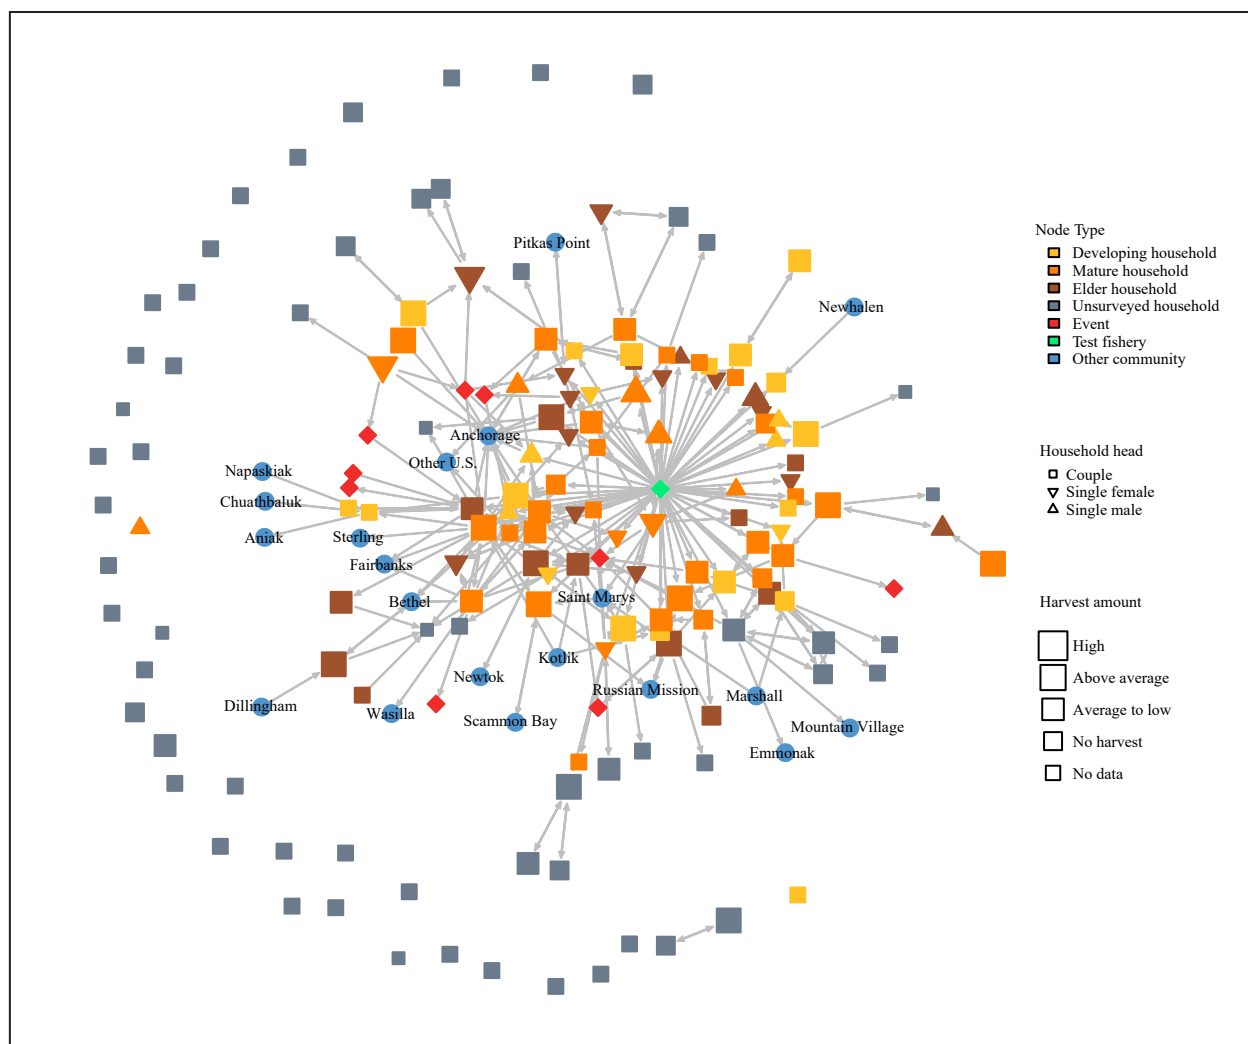 Pitkas Point
Node Type
Developing household
Mature household
Elder household
Unsurveyed household
Event
Test fishery
Other community
Newhalen
Anchorage
Other U.S.
Household head
Couple
Single female
Single male
Napaskiak
Chuathbaluk
Aniak
Sterling
Fairbanks
Bethel
Saint Marys
Harvest amount
High
Above average
Average to low
No harvest
No data
Kotlik
Newtok
Russian Mission
Marshall
Dillingham
Wasilla
Scammon Bay
Mountain Village
Emmonak